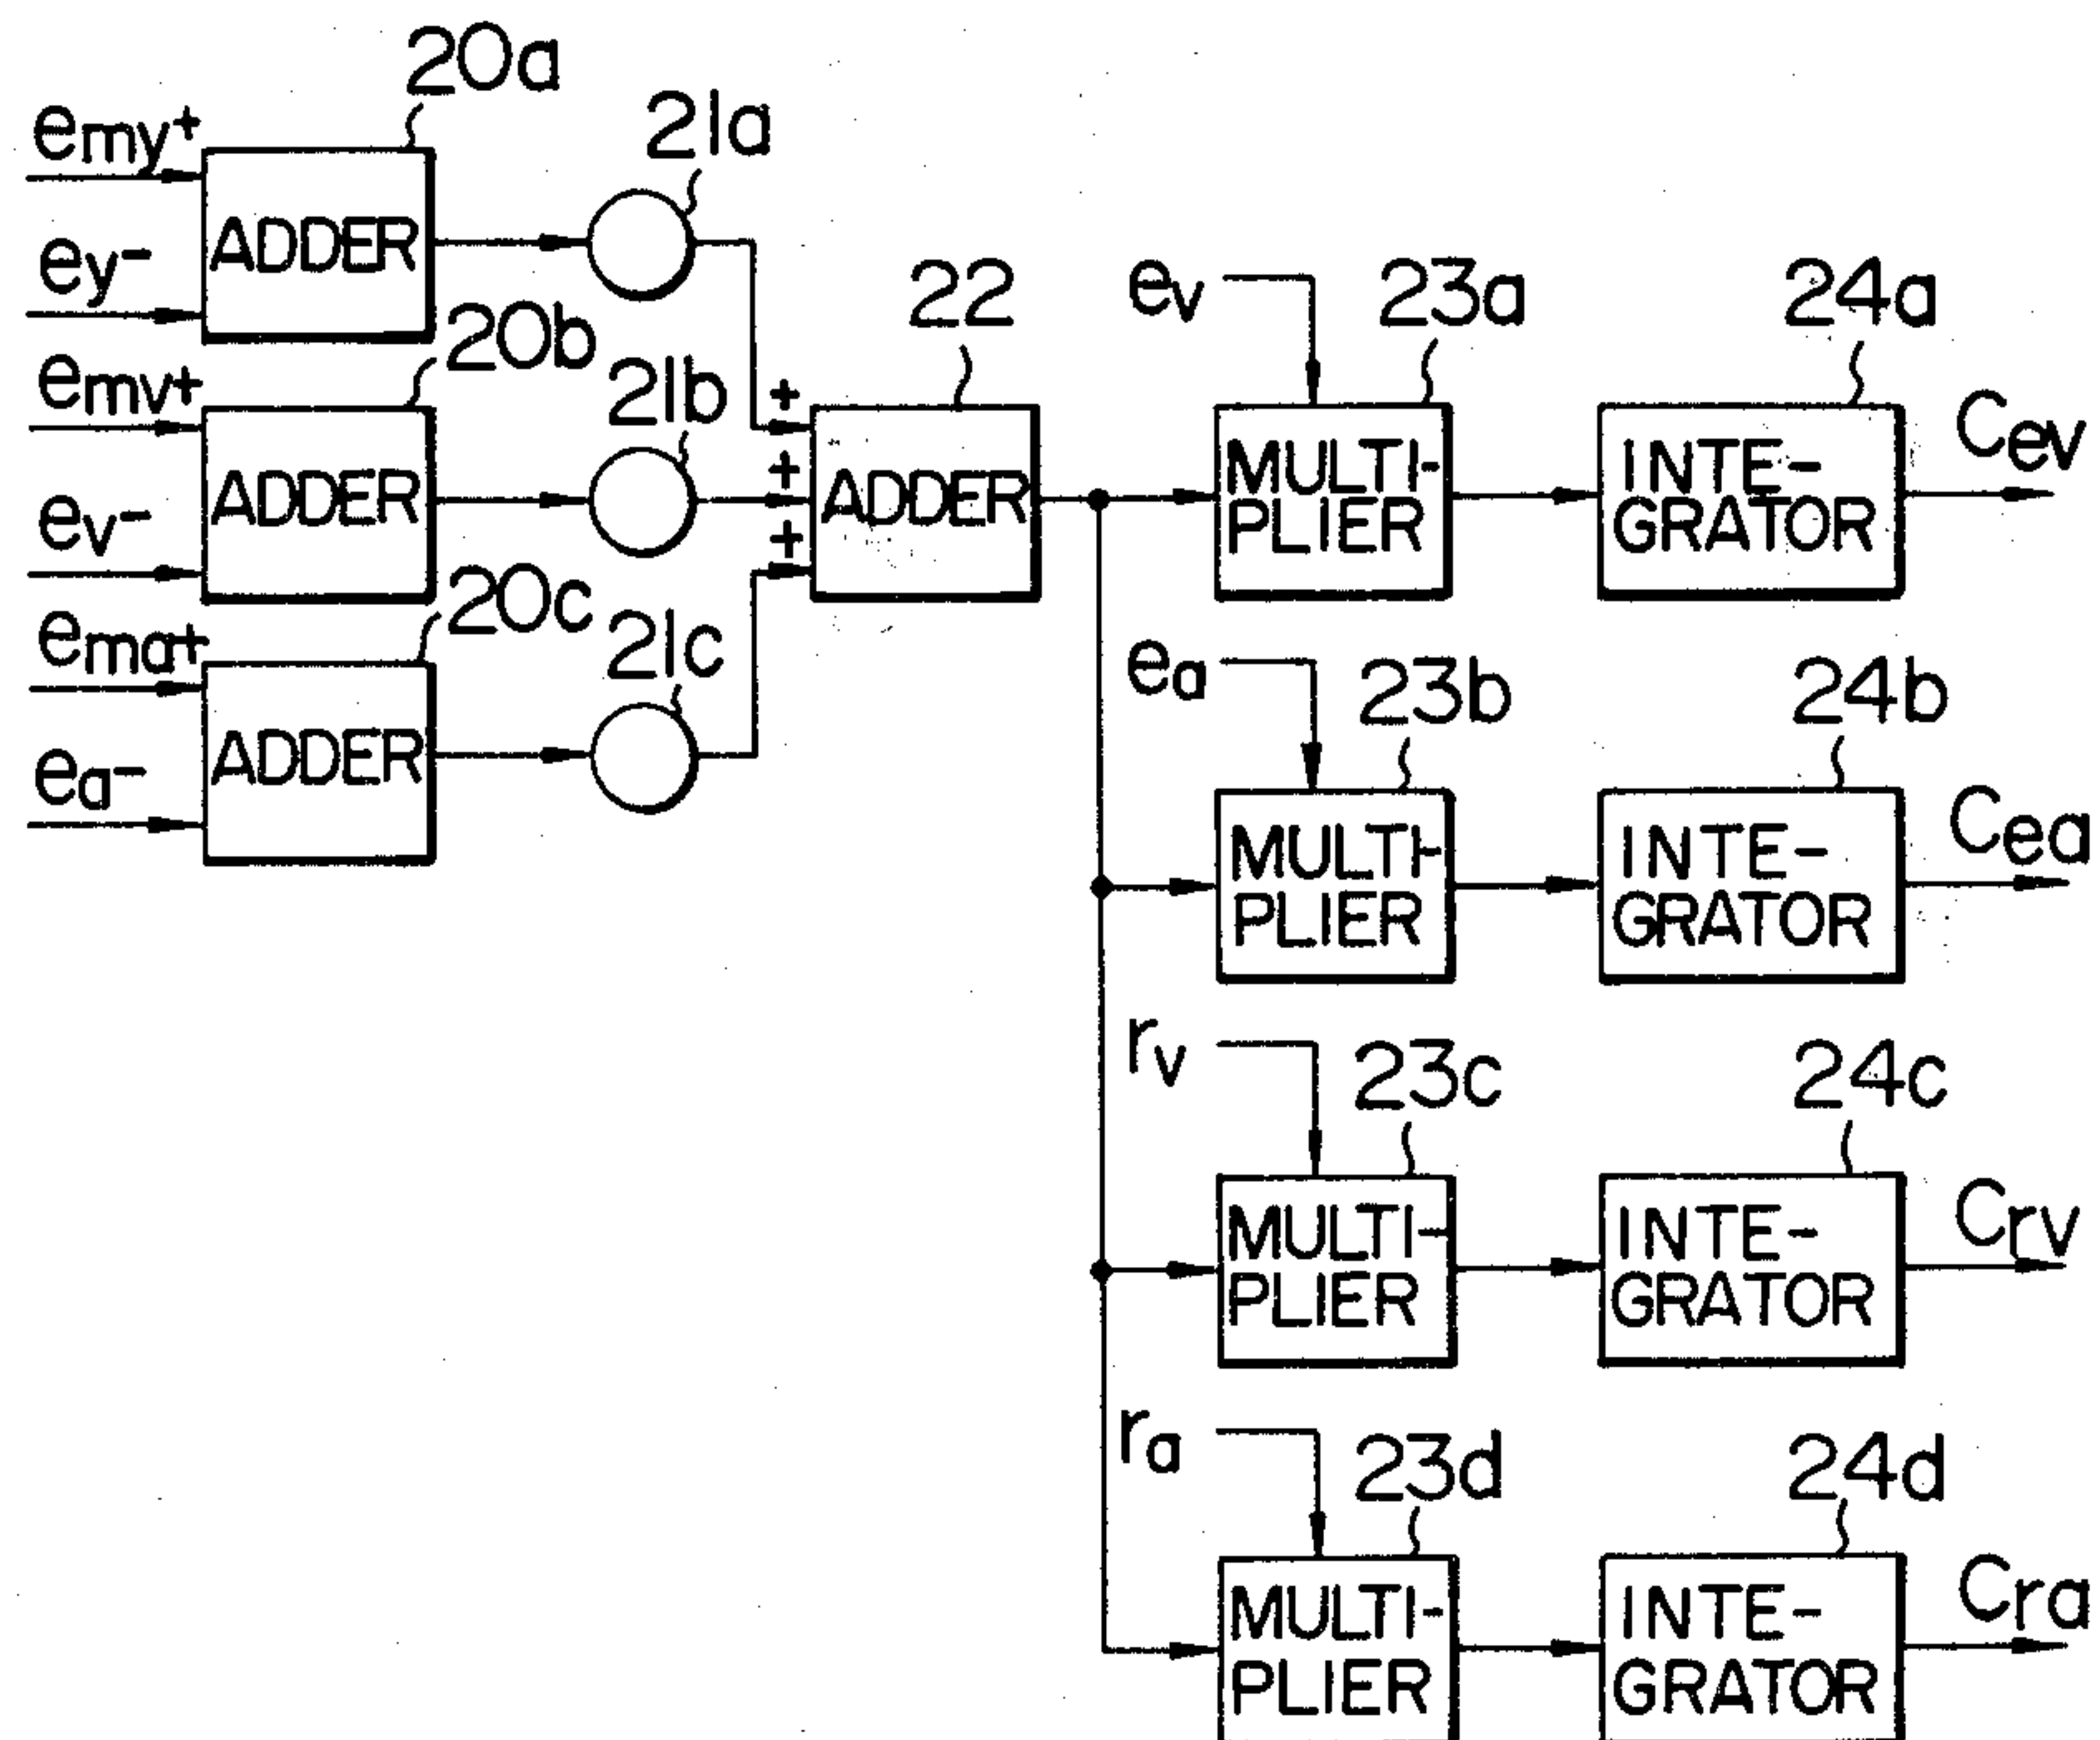 20a
emy+
21a
ADDER
ey-
20b
22
ev
23a
24a
emv+
21b
+
Cev
ADDER
+
ADDER
MULTI-
PLIER
INTE-
GRATOR
ev-
+
20c
ema+
21c
ea
23b
24b
ADDER
ea-
MULTI-
PLIER
INTE-
GRATOR
Cea
rv
23c
24c
MULTI-
PLIER
INTE-
GRATOR
Crv
ra
23d
24d
MULTI-
PLIER
INTE-
GRATOR
Cra